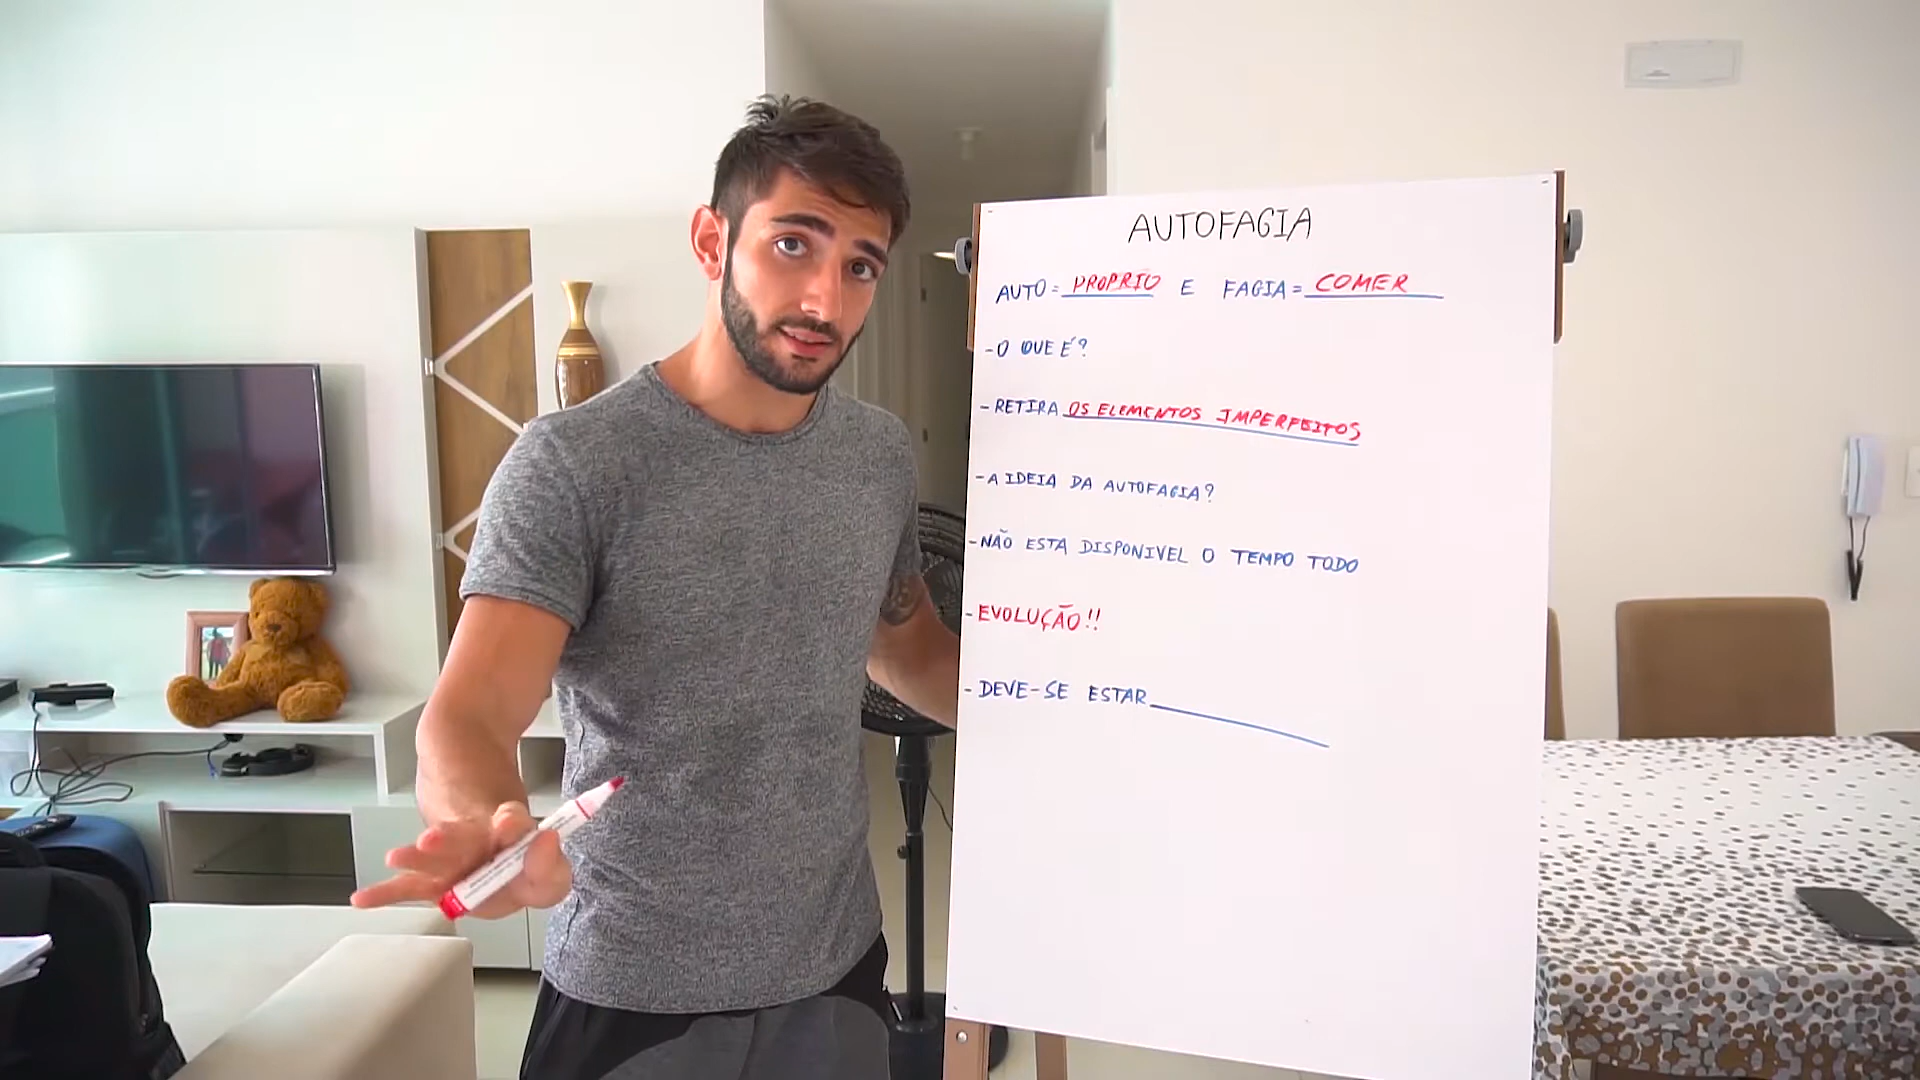 AUTOFAGIA
AUTO = PROPRIO E FAGIA = COMER
- O QUE É?
- RETIRA OS ELEMENTOS IMPERFEITOS
- A IDEIA DA AUTOFAGIA?
- NÃO ESTA DISPONIVEL O TEMPO TODO
- EVOLUÇÃO!!
- DEVE-SE ESTAR